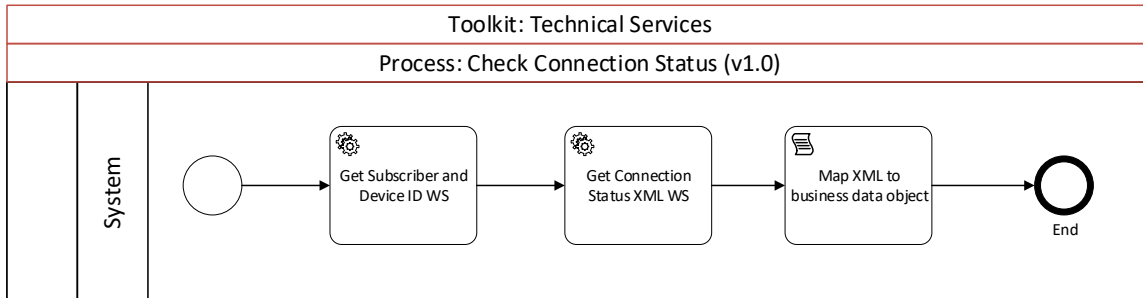 Toolkit: Technical Services
Process: Check Connection Status (v1.0)
System
Get Subscriber and
Device ID WS
Get Connection
Status XML WS
Map XML to
business data object
End